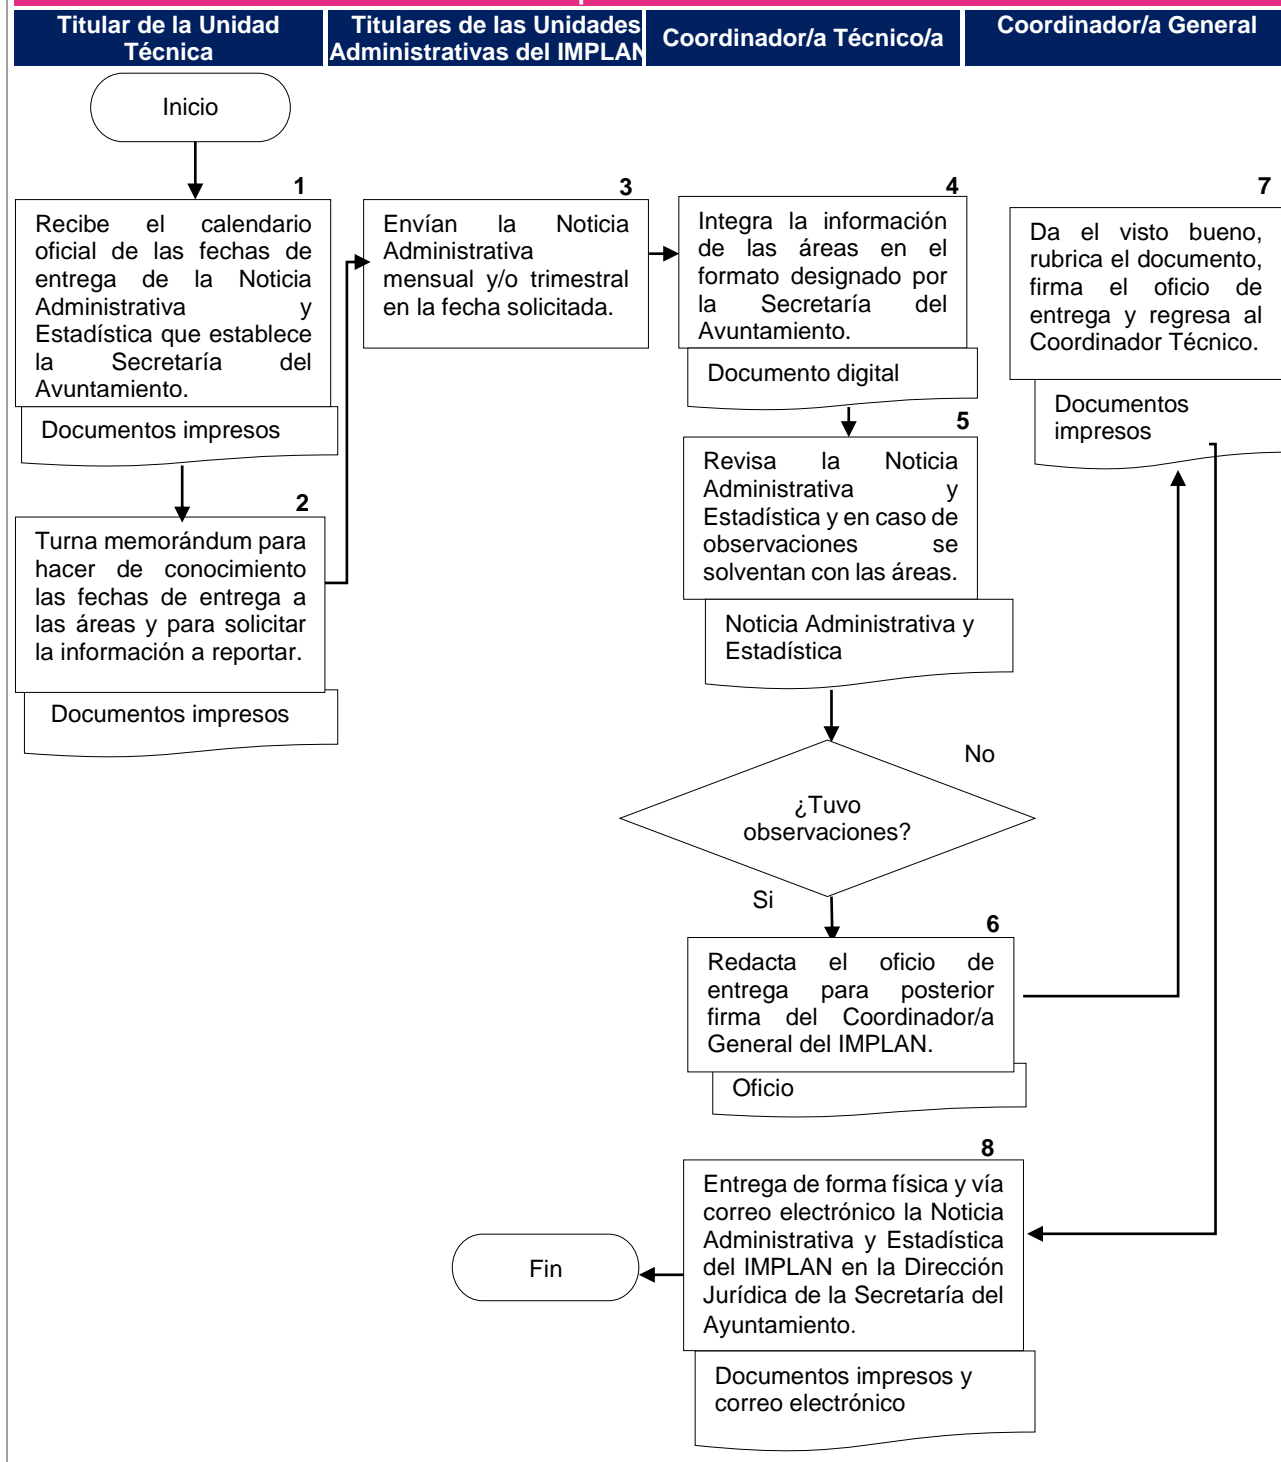 Titular de la Unidad
Técnica
Titulares de las Unidades
Administrativas del IMPLAN
Coordinador/a Técnico/a
Coordinador/a General
Inicio
1
Recibe el calendario
oficial de las fechas de
entrega de la Noticia
Administrativa y
Estadística que establece
la Secretaría del
Ayuntamiento.
Documentos impresos
2
Turna memorándum para
hacer de conocimiento
las fechas de entrega a
las áreas y para solicitar
la información a reportar.
Documentos impresos
3
Envían la Noticia
Administrativa
mensual y/o trimestral
en la fecha solicitada.
4
Integra la información
de las áreas en el
formato designado por
la Secretaría del
Ayuntamiento.
Documento digital
5
Revisa la Noticia
Administrativa y
Estadística y en caso de
observaciones se
solventan con las áreas.
Noticia Administrativa y
Estadística
No
¿Tuvo
observaciones?
Si
6
Redacta el oficio de
entrega para posterior
firma del Coordinador/a
General del IMPLAN.
Oficio
7
Da el visto bueno,
rubrica el documento,
firma el oficio de
entrega y regresa al
Coordinador Técnico.
Documentos
impresos
8
Entrega de forma física y vía
correo electrónico la Noticia
Administrativa y Estadística
del IMPLAN en la Dirección
Jurídica de la Secretaría del
Ayuntamiento.
Documentos impresos y
correo electrónico
Fin